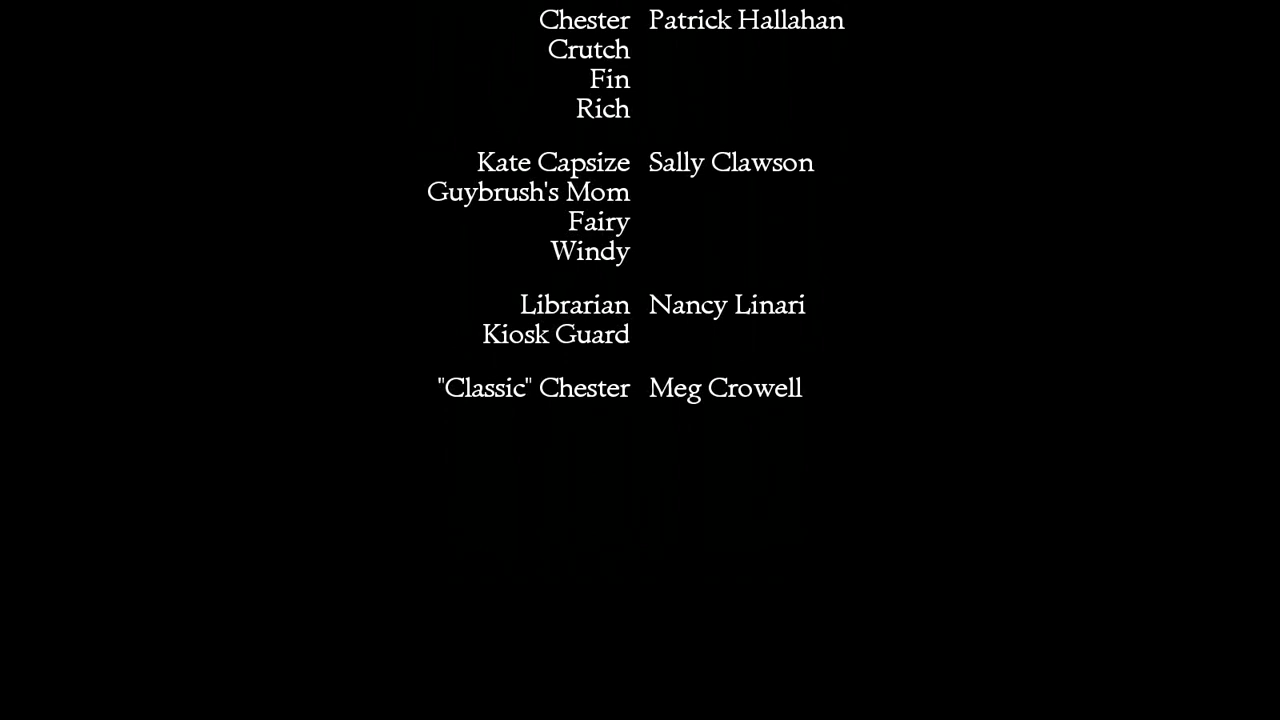 Chester Patrick Hallahan
Crutch
Fin
Rich
Kate Capsize Sally Clawson
Guybrush's Mom
Fairy
Windy
Librarian Nancy Linari
Kiosk Guard
"Classic" Chester Meg Crowell